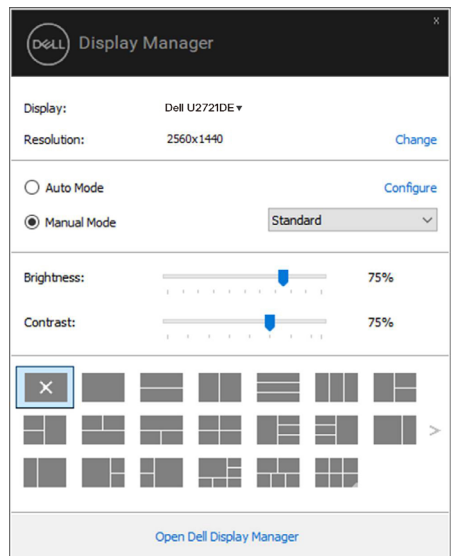 x
DELL Display Manager
Display: Dell U2721DE
Resolution: 2560x1440 Change
Auto Mode Configure
Manual Mode Standard
Brightness: 75%
Contrast: 75%
Open Dell Display Manager